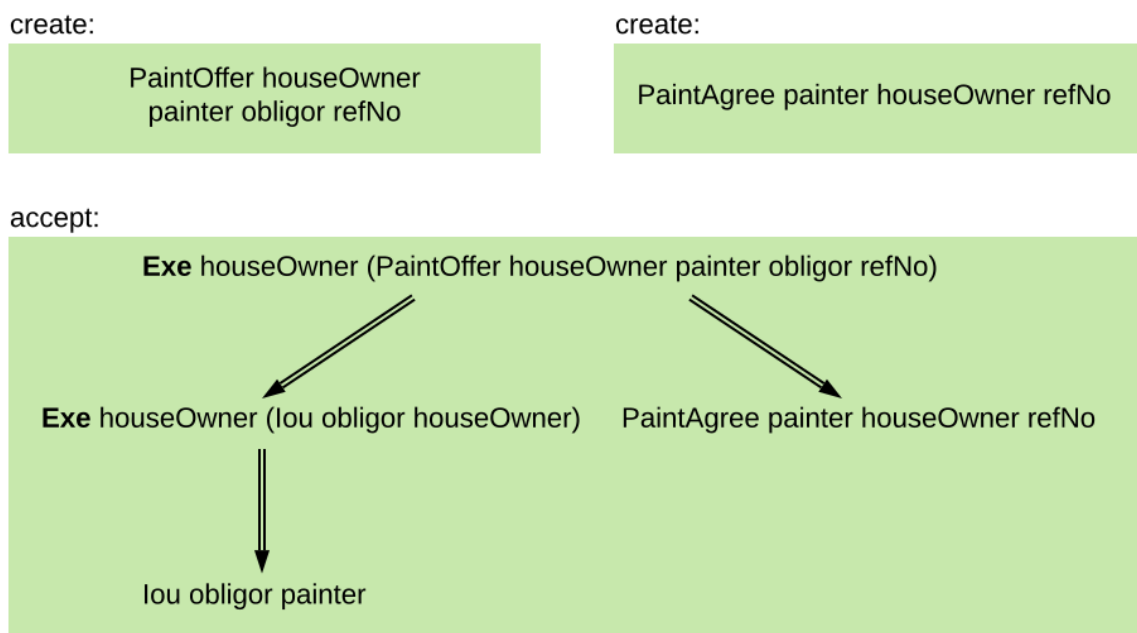 create:
PaintOffer houseOwner
painter obligor refNo
create:
PaintAgree painter houseOwner refNo
accept:
Exe houseOwner (PaintOffer houseOwner painter obligor refNo)
Exe houseOwner (Iou obligor houseOwner)
PaintAgree painter houseOwner refNo
Iou obligor painter